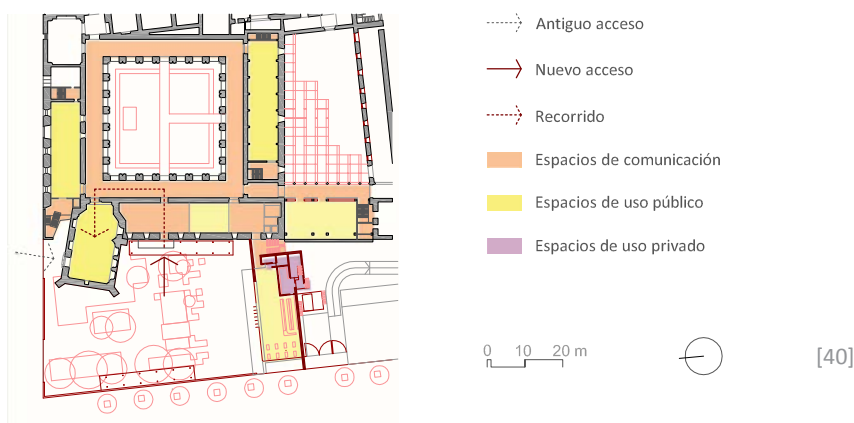 Antiguo acceso
Nuevo acceso
Recorrido
Espacios de comunicación
Espacios de uso público
Espacios de uso privado
0 10 20 m
[40]